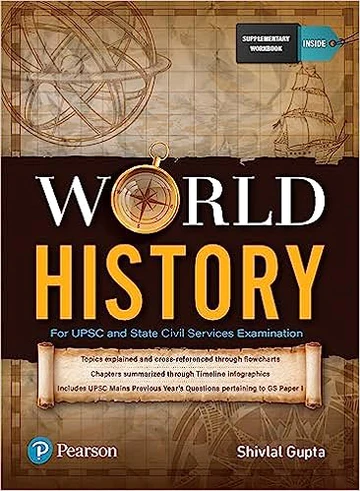 SUPPLEMENTARY
WORKBOOK
INSIDE
WORLD
HISTORY
For UPSC and State Civil Services Examination
Topics explained and cross-referenced through flowcharts
Chapters summarized through Timeline infographics
Includes UPSC Mains Previous Year's Questions pertaining to GS Paper I
Pearson
Shivlal Gupta